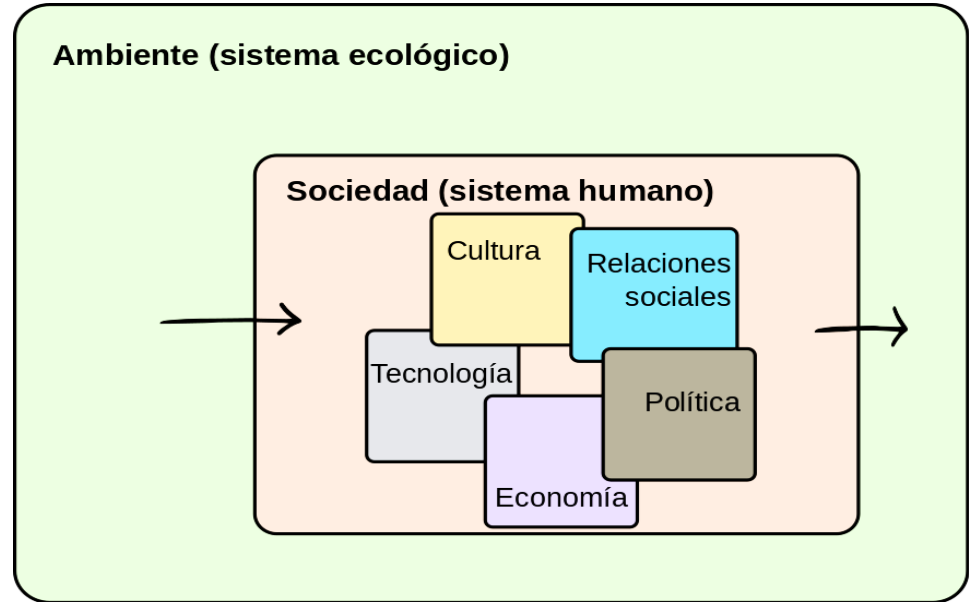 Ambiente (sistema ecológico)
Sociedad (sistema humano)
Cultura
Relaciones
sociales
Tecnología
Política
Economía